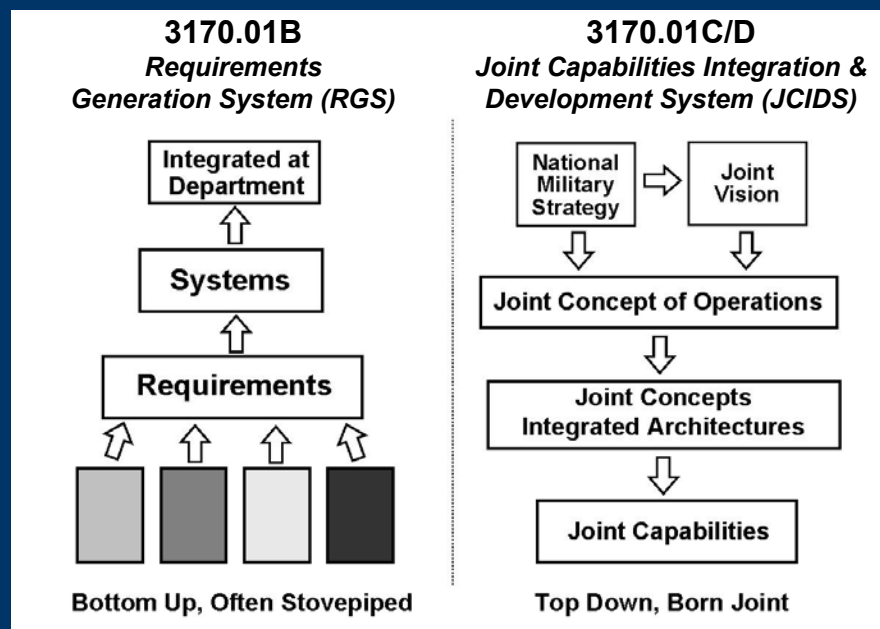 3170.01B
Requirements
Generation System (RGS)
Integrated at
Department
Systems
Requirements
Bottom Up, Often Stovepiped
3170.01C/D
Joint Capabilities Integration &
Development System (JCIDS)
National
Military
Strategy
Joint
Vision
Joint Concept of Operations
Joint Concepts
Integrated Architectures
Joint Capabilities
Top Down, Born Joint